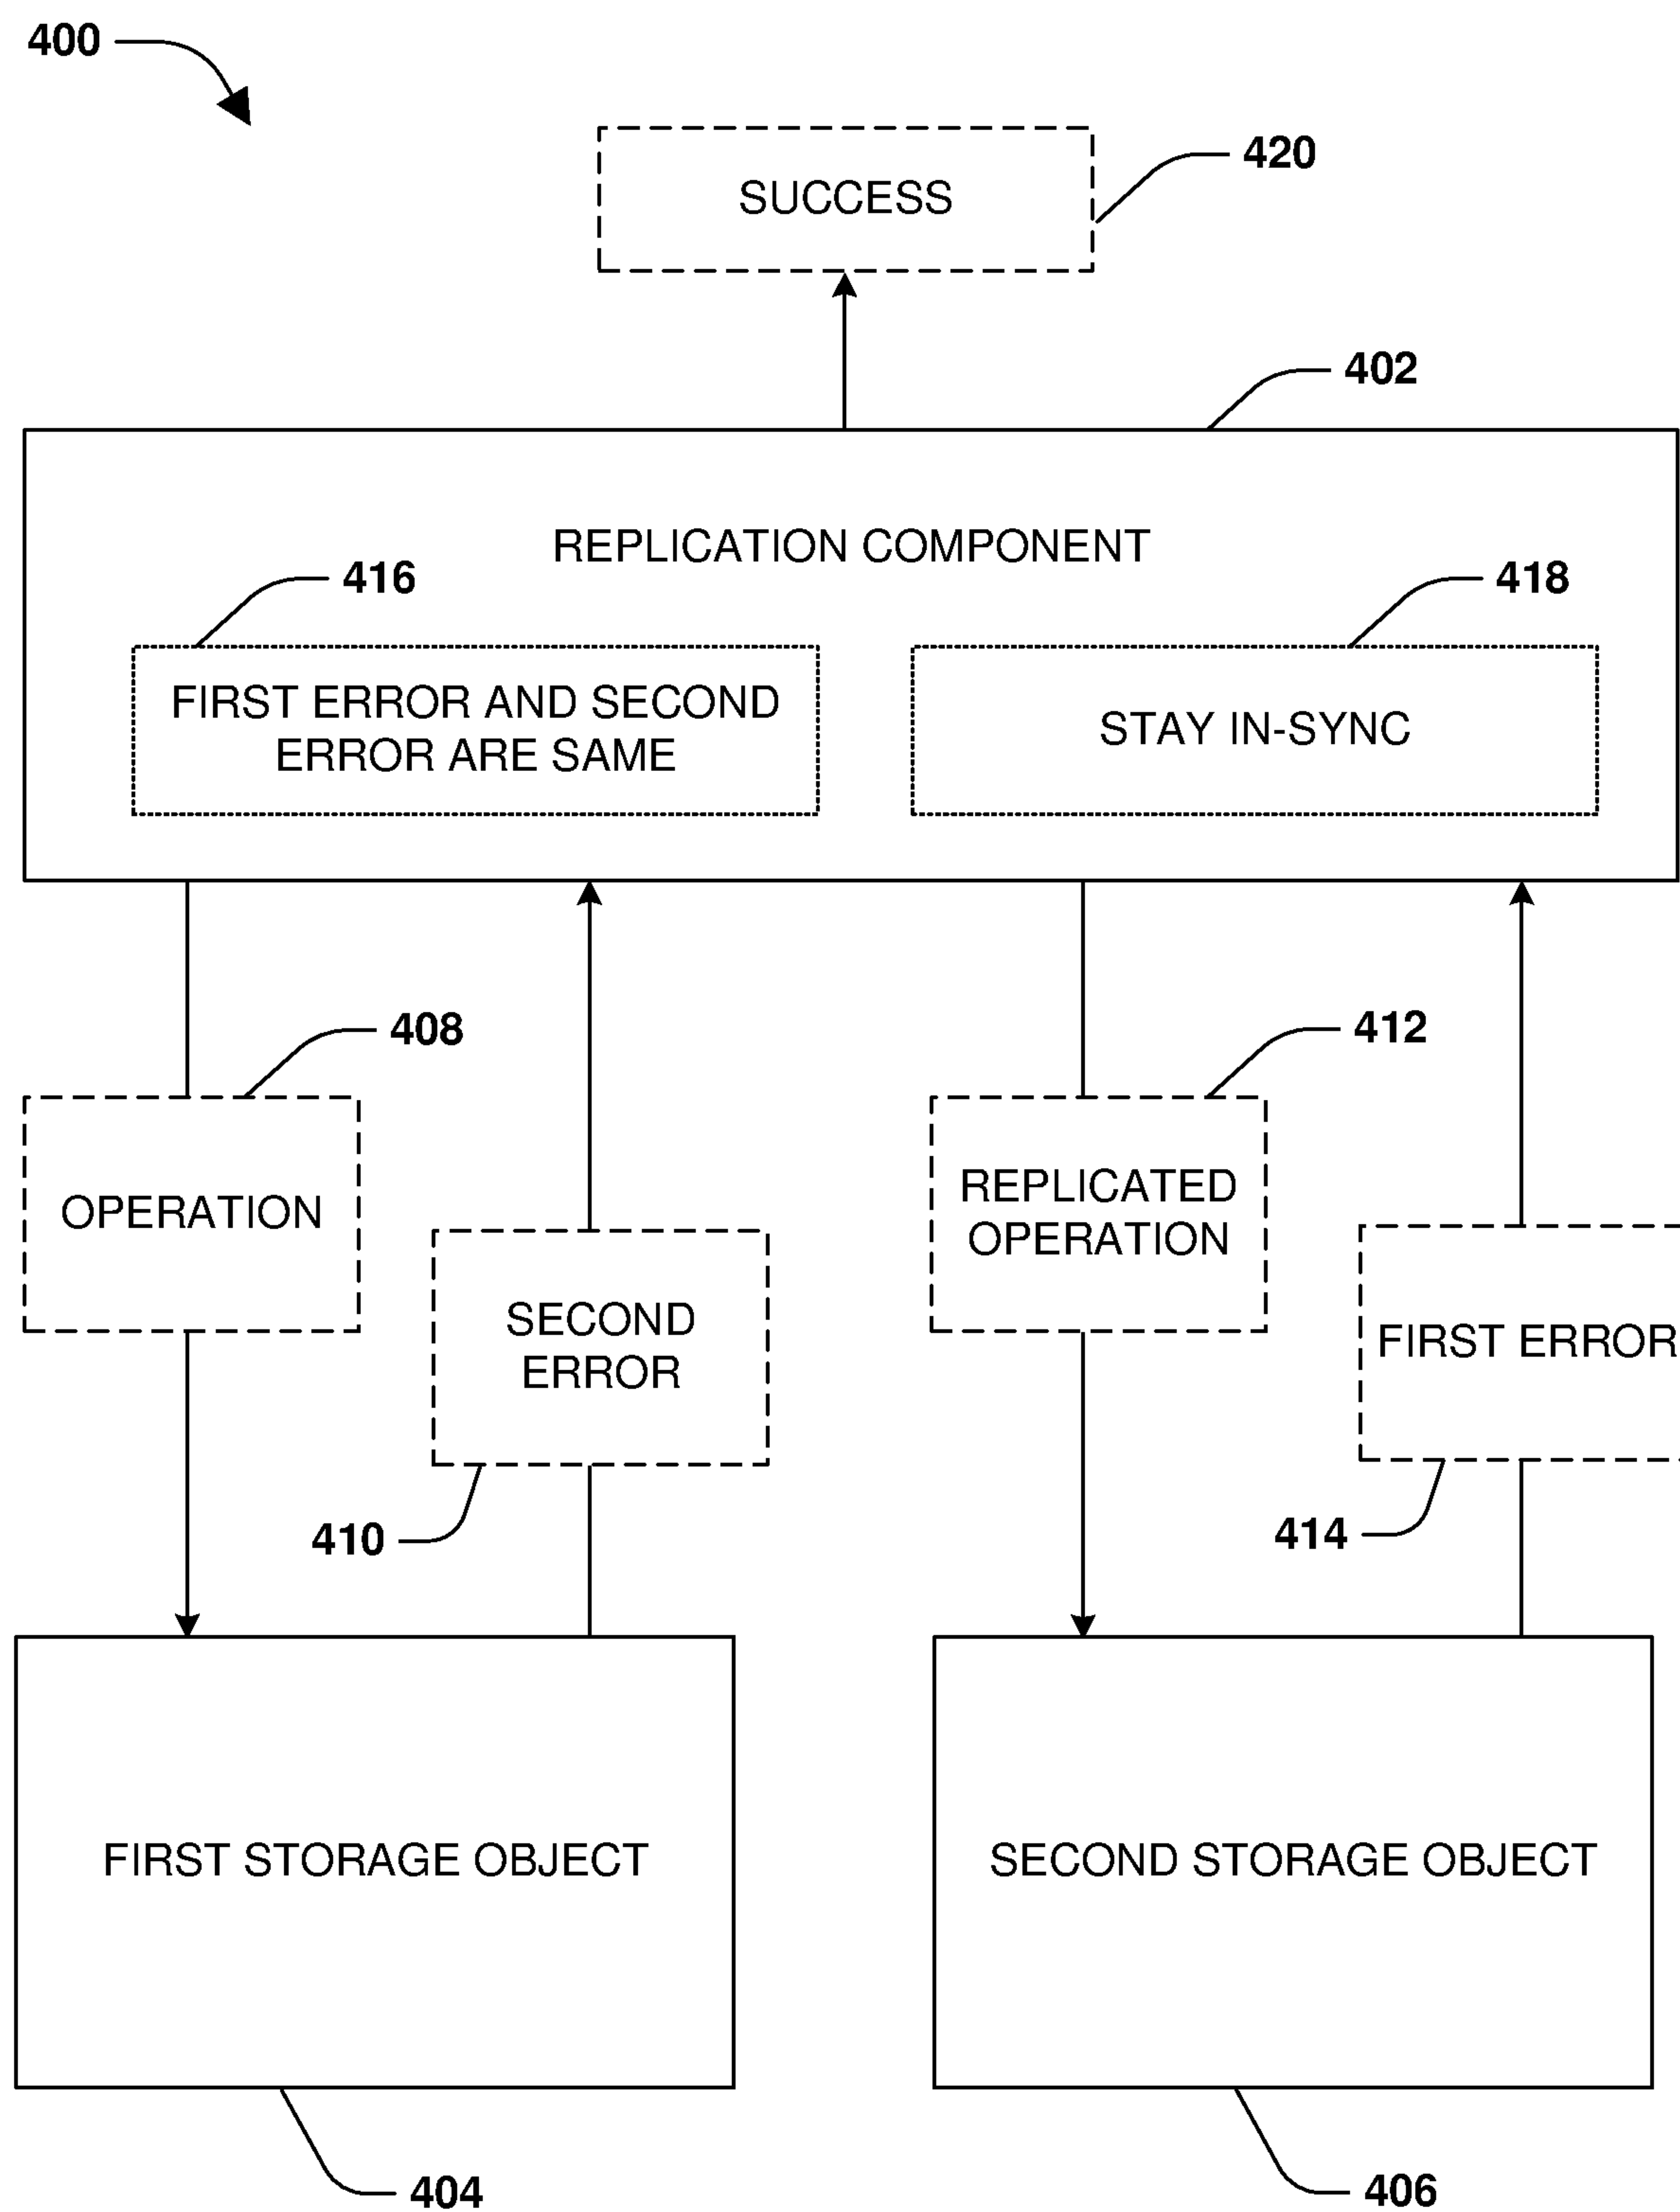 400
SUCCESS
420
402
REPLICATION COMPONENT
416
418
FIRST ERROR AND SECOND
ERROR ARE SAME
STAY IN-SYNC
408
412
OPERATION
REPLICATED
OPERATION
SECOND
ERROR
FIRST ERROR
410
414
FIRST STORAGE OBJECT
SECOND STORAGE OBJECT
404
406